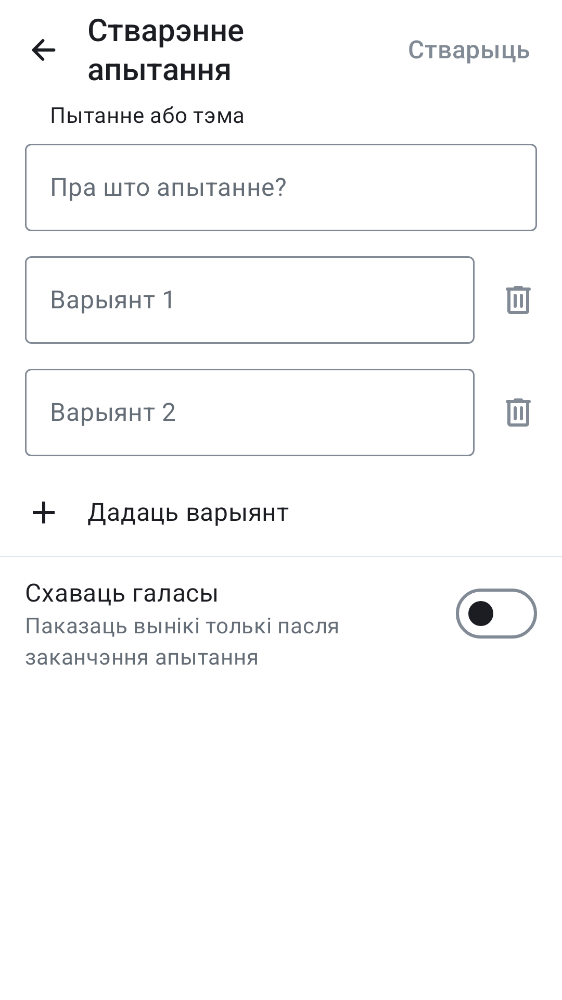 Стварэнне
апытання
Стварыць
Пытанне або тэма
Пра што апытанне?
Варыянт 1
Варыянт 2
Дадаць варыянт
Схаваць галасы
Паказаць вынікі толькі пасля
заканчэння апытання